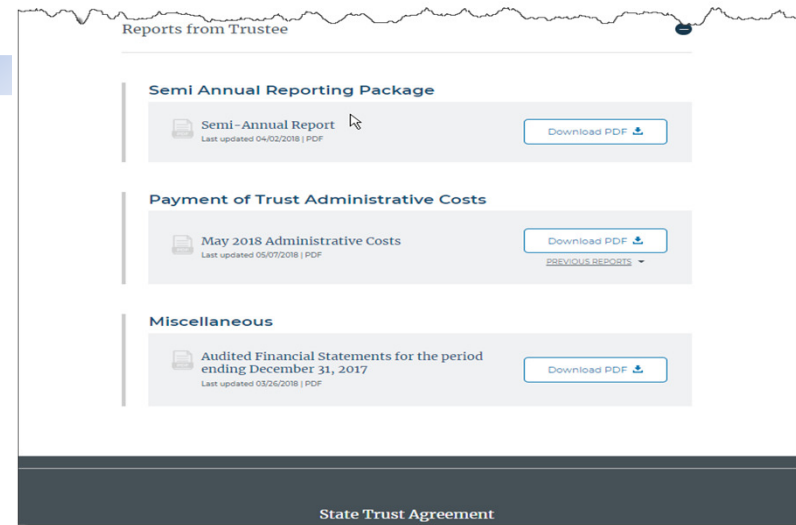 Reports from Trustee
Semi Annual Reporting Package
Semi-Annual Report
Last updated 04/02/2018 | PDF
Download PDF
Payment of Trust Administrative Costs
May 2018 Administrative Costs
Last updated 05/07/2018 | PDF
Download PDF
PREVIOUS REPORTS
Miscellaneous
Audited Financial Statements for the period
ending December 31, 2017
Last updated 03/26/2018 | PDF
Download PDF
State Trust Agreement